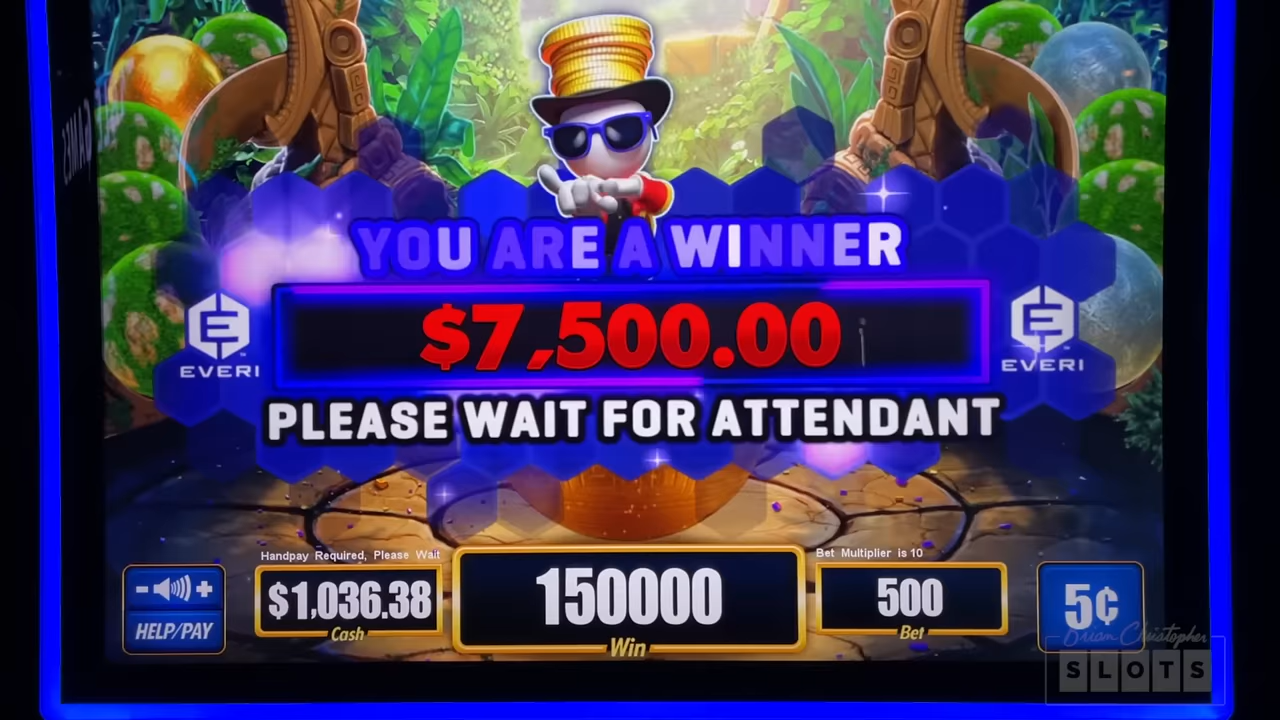 YOU ARE A WINNER
$7,500.00
EVERI
EVERI
PLEASE WAIT FOR ATTENDANT
Handpay Required, Please Wait
Bet Multiplier is 10
$1,036.38
Cash
150000
Win
500
Bet
5¢
- +
HELP/PAY
Brian Christopher
SLOTS